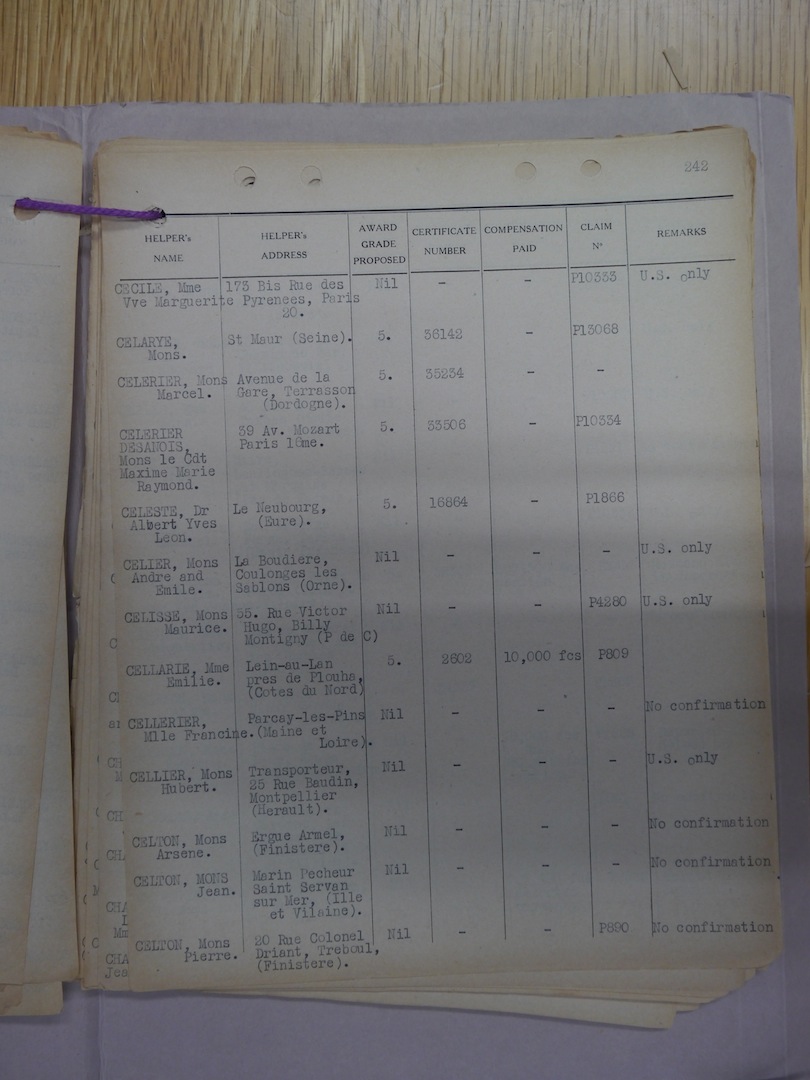 242
HELPER's NAME
HELPER's ADDRESS
AWARD GRADE PROPOSED
CERTIFICATE NUMBER
COMPENSATION PAID
CLAIM Nº
REMARKS
CECILE, Mme 173 Bis Rue des Nil - - P10333 U.S. only
Vve Marguerite Pyrenees, Paris
20.
CELARYE, St Maur (Seine). 5. 36142 - P13068
Mons.
CELERIER, Mons Avenue de la 5. 35234 - -
Marcel. Gare, Terrasson
(Dordogne).
CELERIER 39 Av. Mozart 5. 33506 - P10334
DESANOIS, Paris 16me.
Mons le Cdt
Maxime Marie
Raymond.
CELESTE, Dr Le Neubourg, 5. 16864 - P1866
Albert Yves (Eure).
Leon.
CELIER, Mons La Boudiere, Nil - - - U.S. only
Andre and Coulonges les
Emile. Sablons (Orne).
CELISSE, Mons 55. Rue Victor Nil - - P4280 U.S. only
Maurice. Hugo, Billy
Montigny (P de C)
CELLARIE, Mme Lein-au-Lan 5. 2602 10,000 fcs P809
Emilie. pres de Plouha,
(Cotes du Nord)
CELLERIER, Parcay-les-Pins Nil - - - No confirmation
Mlle Francine. (Maine et
Loire).
CELLIER, Mons Transporteur, Nil - - - U.S. only
Hubert. 25 Rue Baudin,
Montpellier
(Herault).
CELTON, Mons Ergue Armel, Nil - - - No confirmation
Arsene. (Finistere).
CELTON, MONS Marin Pecheur Nil - - - No confirmation
Jean. Saint Servan
sur Mer, (Ille
et Vilaine).
CELTON, Mons 20 Rue Colonel Nil - - P890 No confirmation
Pierre. Driant, Treboul,
(Finistere).